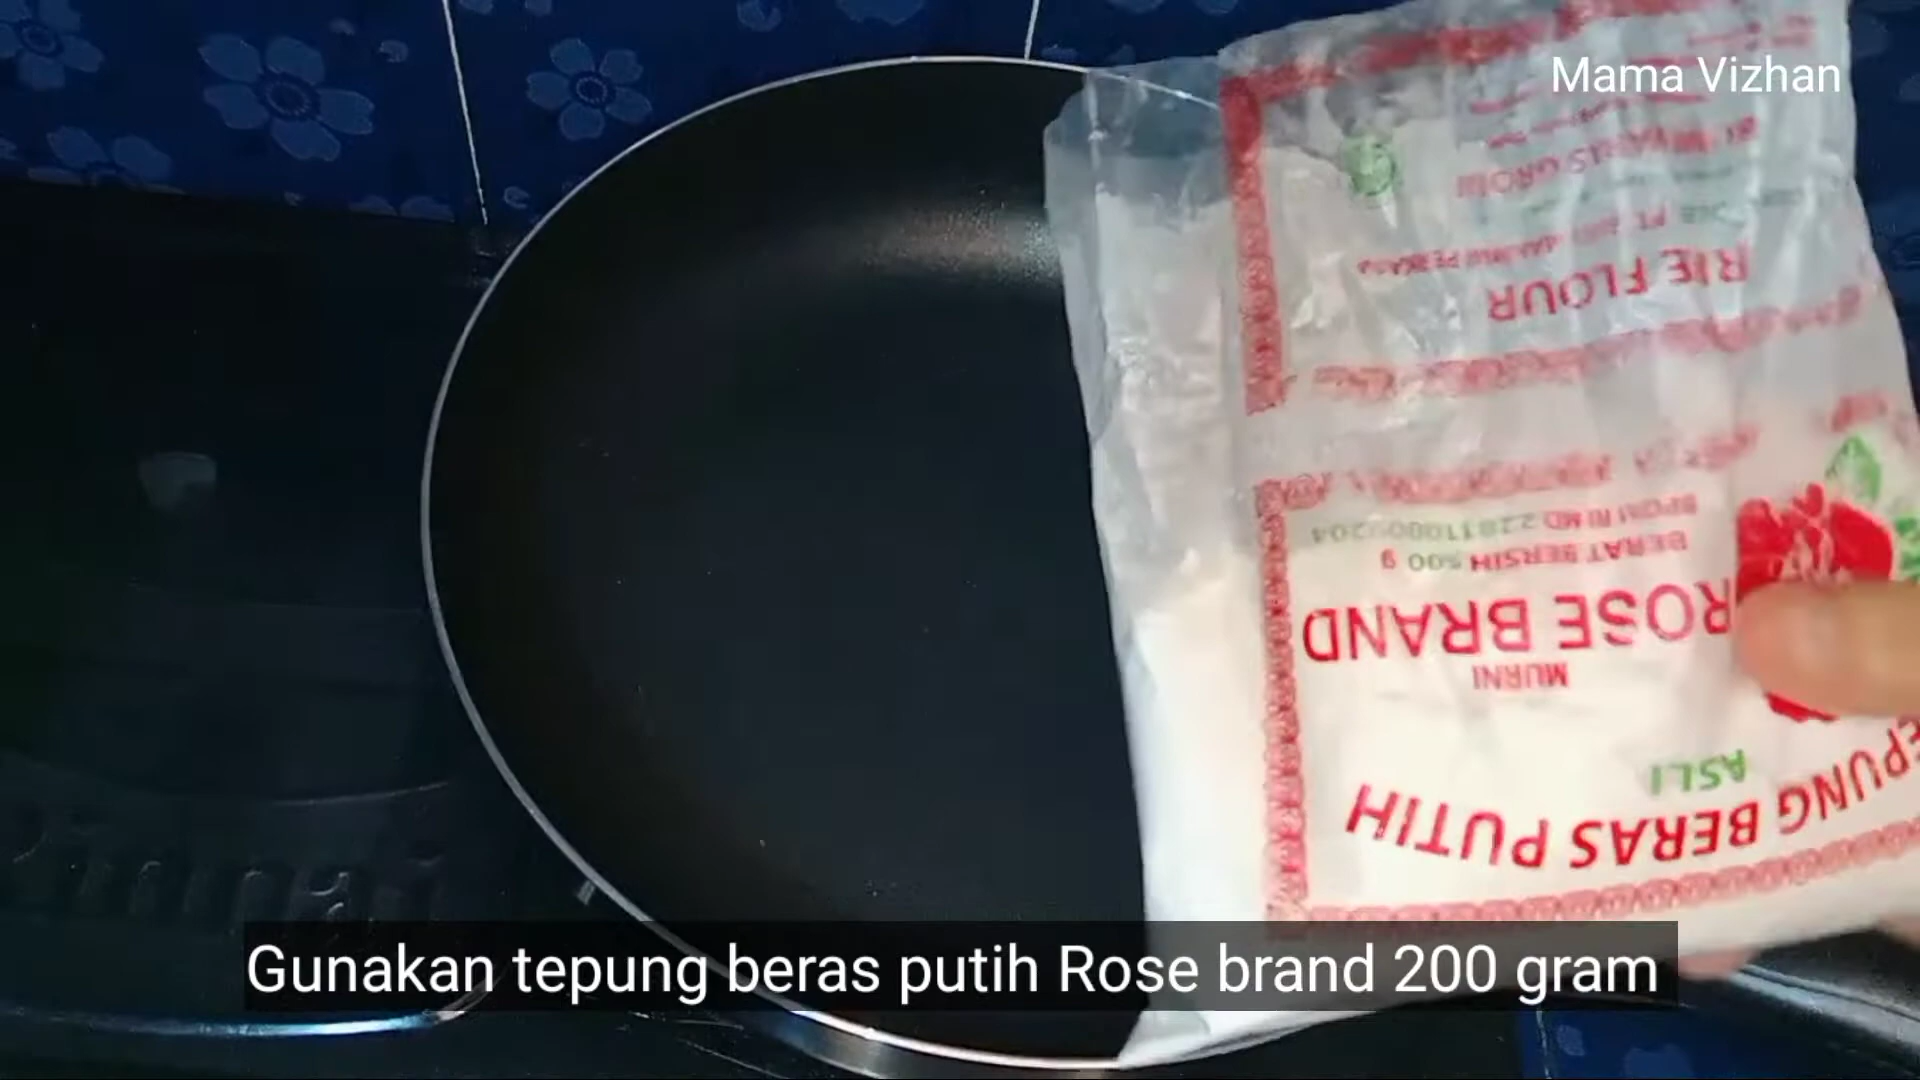 Mama Vizhan
RIE FLOUR
BERAT BERSIH 500 g
ROSE BRAND
MURNI
ASLI
EPUNG BERAS PUTIH
Gunakan tepung beras putih Rose brand 200 gram